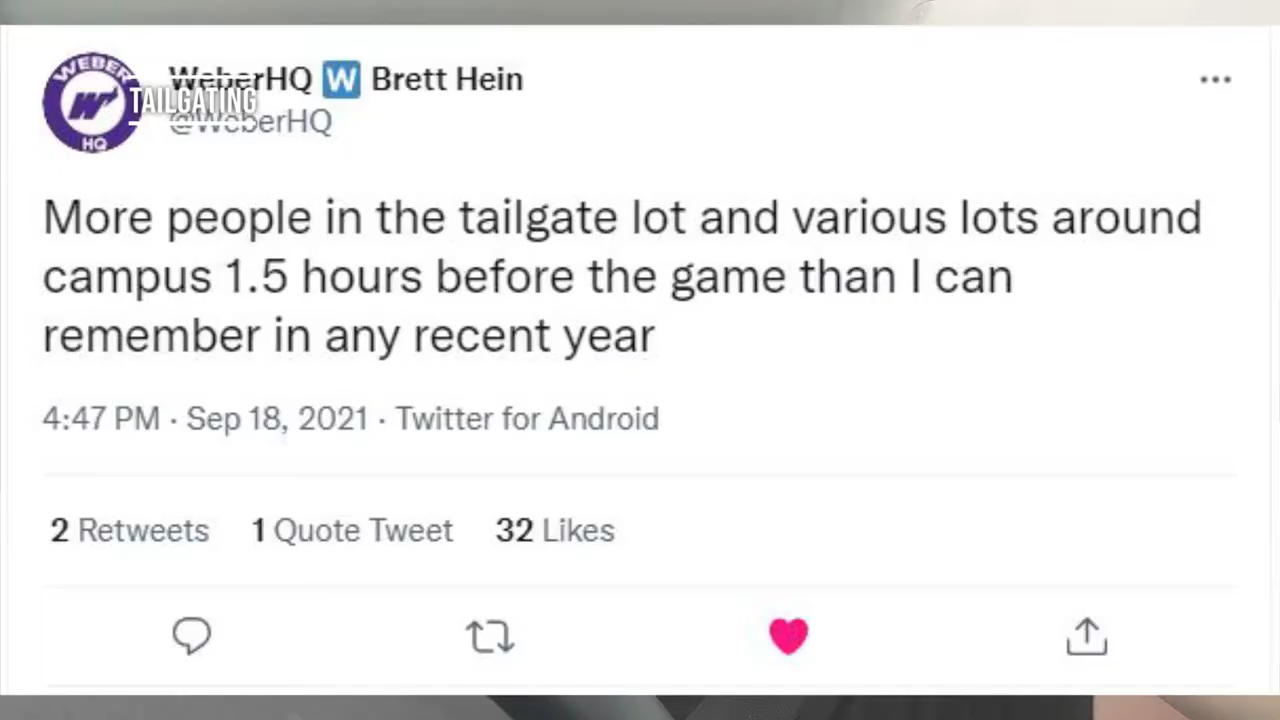 WEBER
HQ
WeberHQ W Brett Hein
TAILGATING
@WeberHQ
More people in the tailgate lot and various lots around
campus 1.5 hours before the game than I can
remember in any recent year
4:47 PM · Sep 18, 2021 · Twitter for Android
2 Retweets 1 Quote Tweet 32 Likes